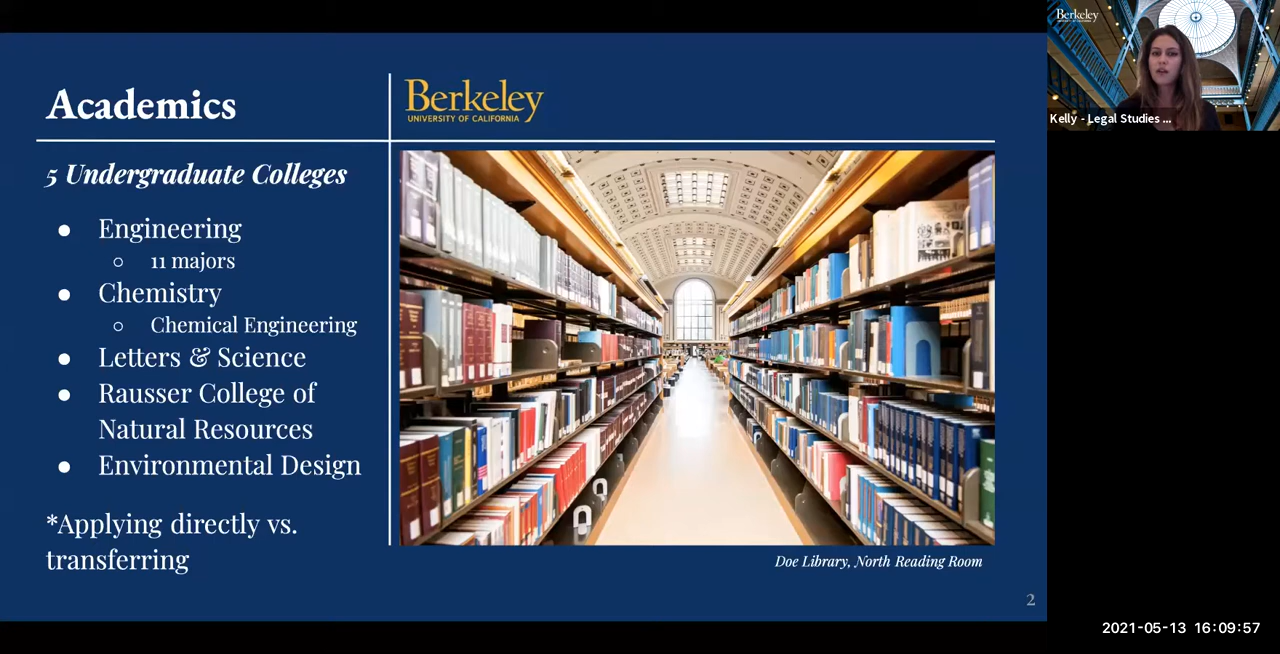 Academics
Berkeley
UNIVERSITY OF CALIFORNIA
5 Undergraduate Colleges
● Engineering
○ 11 majors
● Chemistry
○ Chemical Engineering
● Letters & Science
● Rausser College of
Natural Resources
● Environmental Design
*Applying directly vs.
transferring
Doe Library, North Reading Room
2
Berkeley
Kelly - Legal Studies ...
2021-05-13 16:09:57